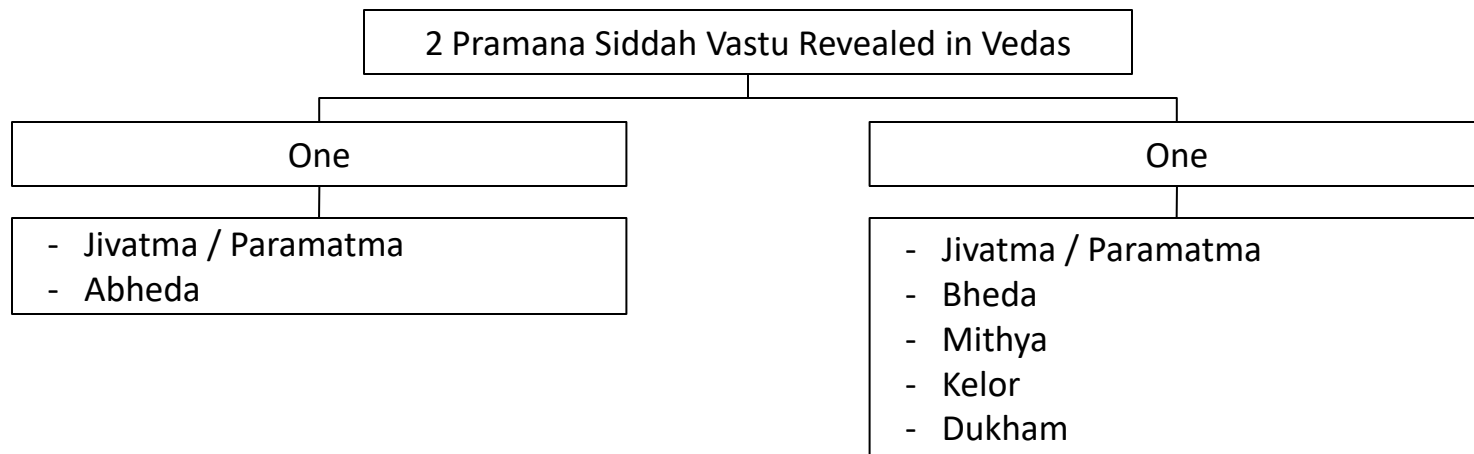 2 Pramana Siddah Vastu Revealed in Vedas
One
- Jivatma / Paramatma
- Abheda
One
- Jivatma / Paramatma
- Bheda
- Mithya
- Kelor
- Dukham